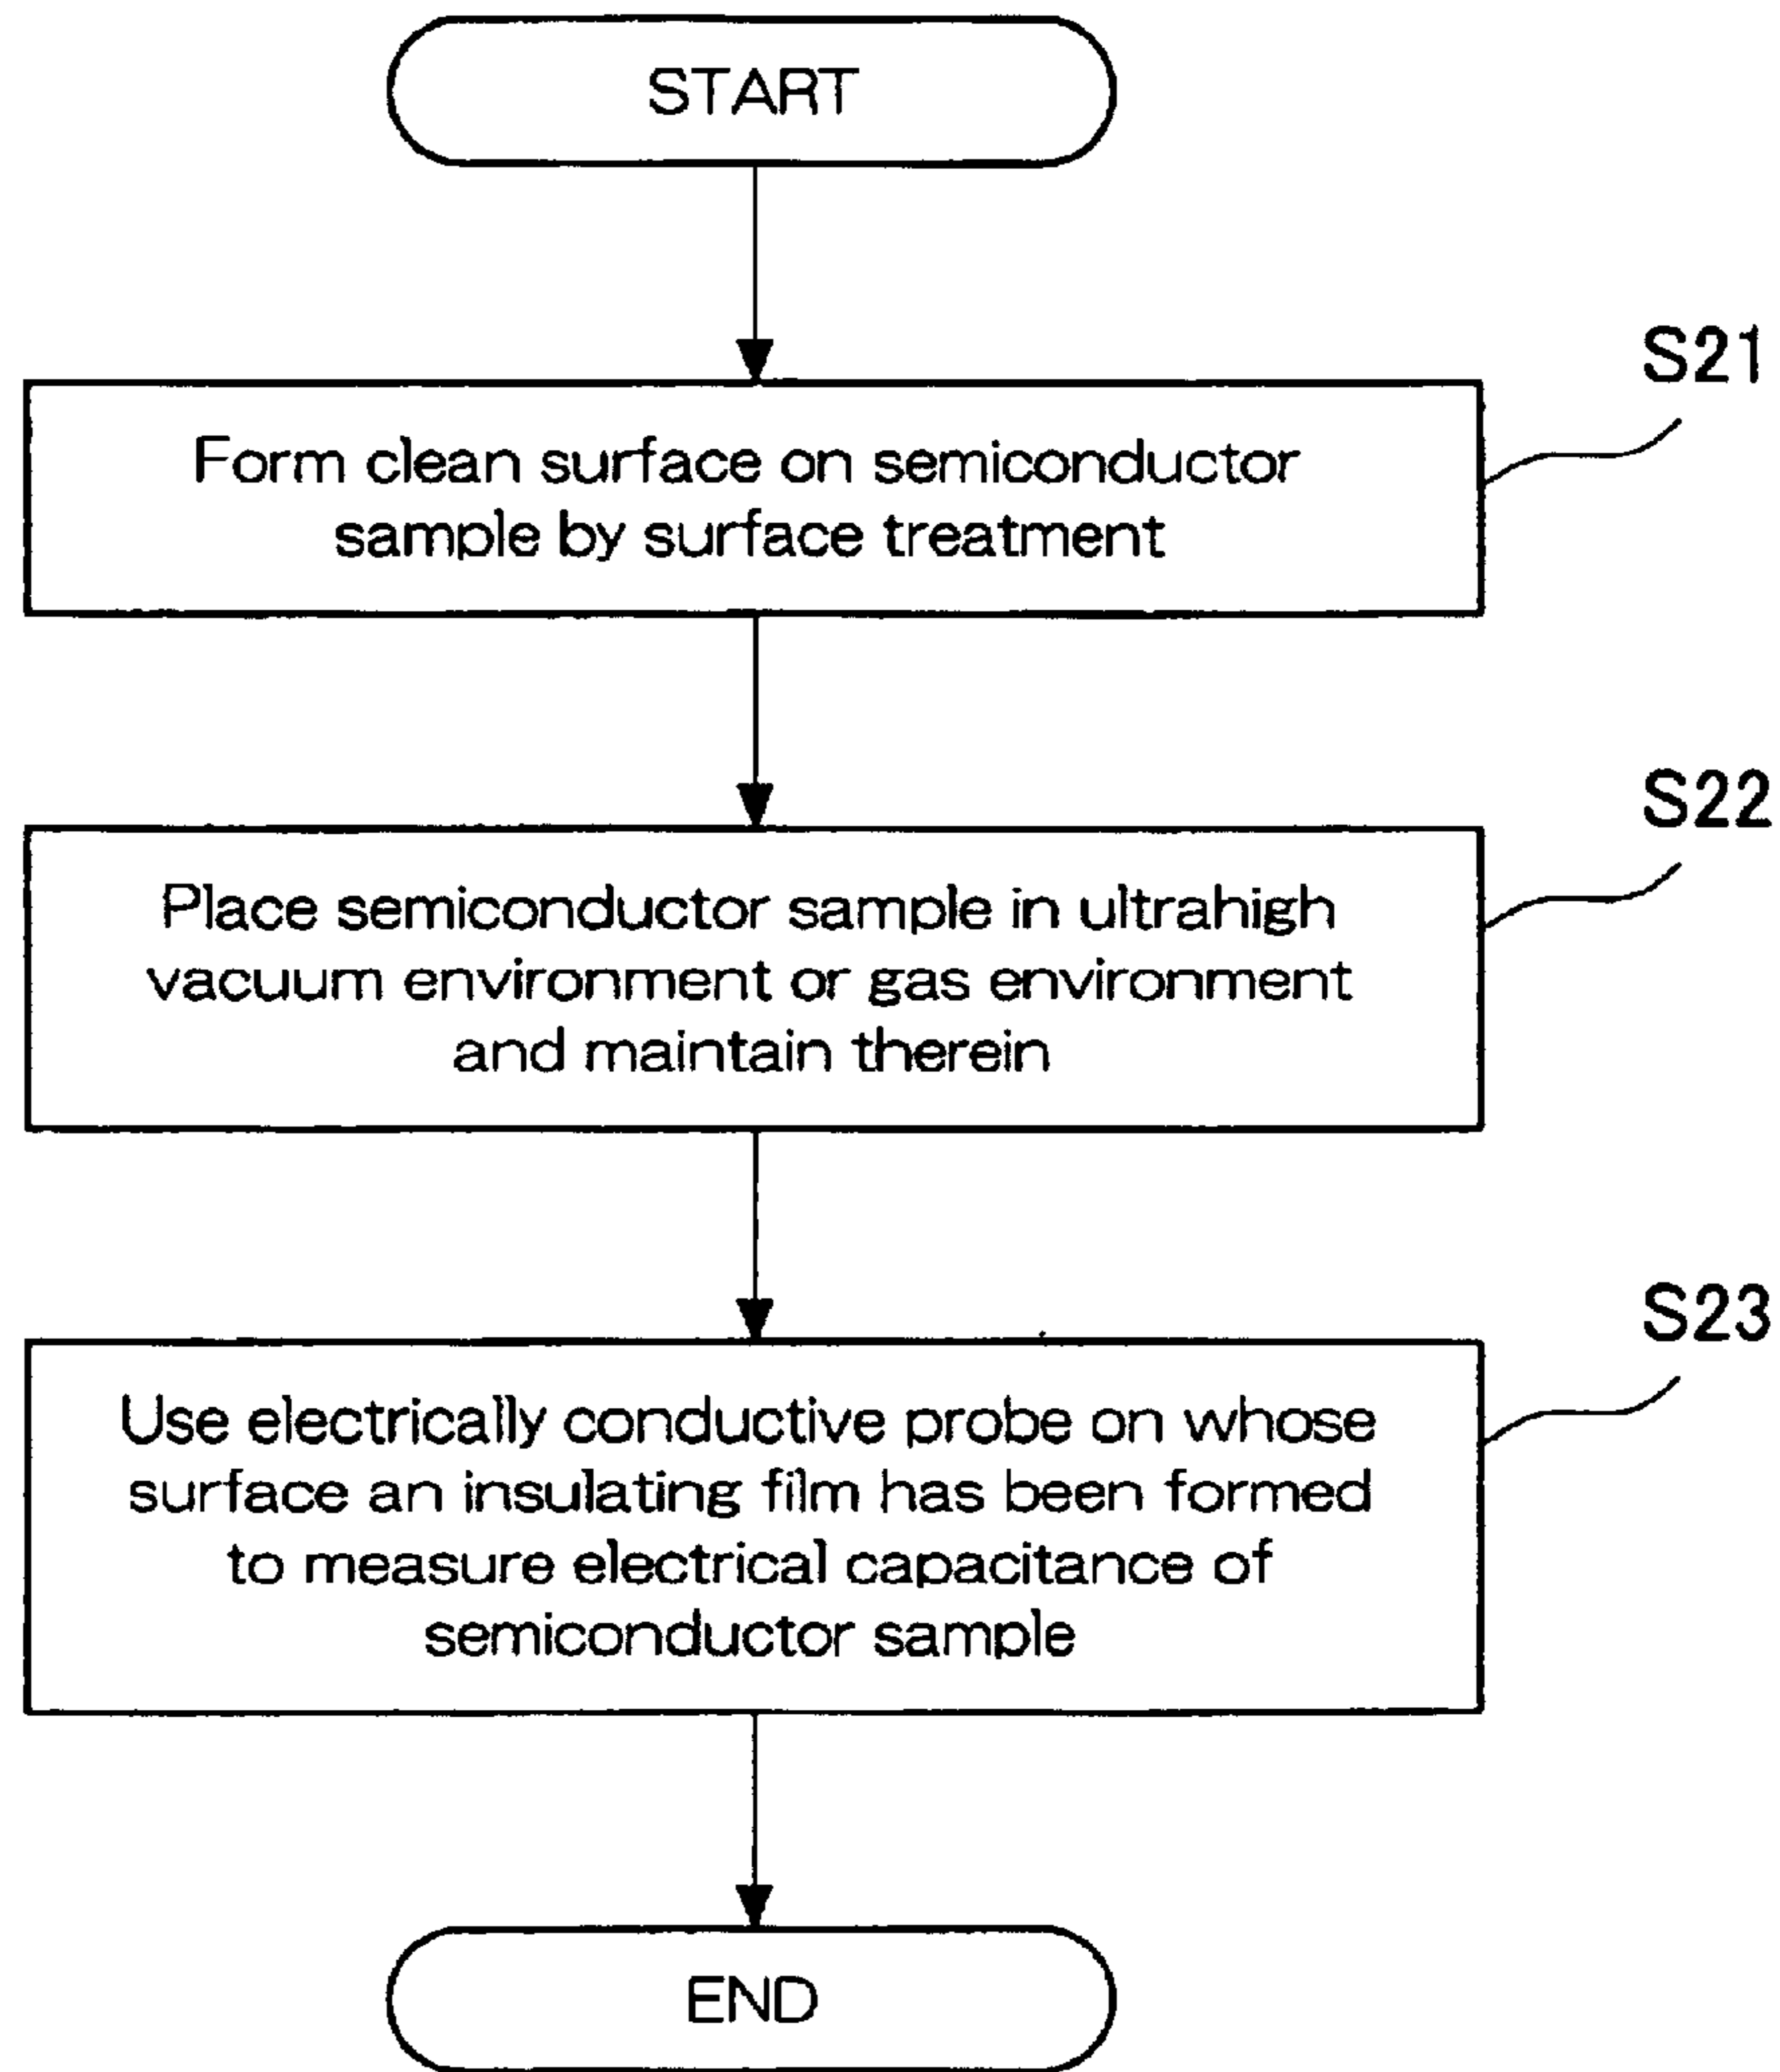 START
S21
Form clean surface on semiconductor
sample by surface treatment
S22
Place semiconductor sample in ultrahigh
vacuum environment or gas environment
and maintain therein
S23
Use electrically conductive probe on whose
surface an insulating film has been formed
to measure electrical capacitance of
semiconductor sample
END